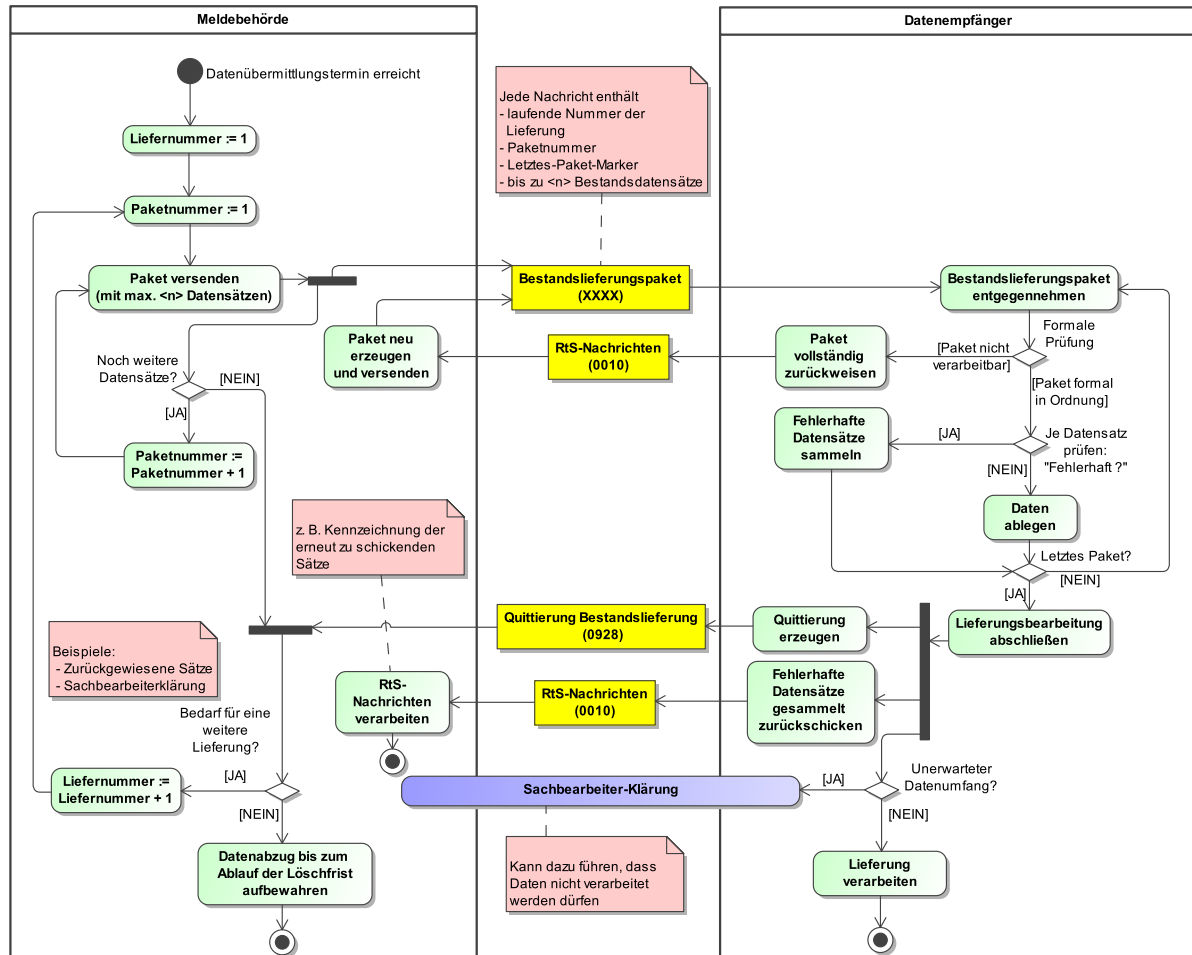 Meldebehörde
Datenempfänger
Datenübermittlungstermin erreicht
Liefernummer := 1
Paketnummer := 1
Paket versenden
(mit max. <n> Datensätzen)
Noch weitere
Datensätze?
[NEIN]
[JA]
Paketnummer :=
Paketnummer + 1
Jede Nachricht enthält
- laufende Nummer der
Lieferung
- Paketnummer
- Letztes-Paket-Marker
- bis zu <n> Bestandsdatensätze
Bestandslieferungspaket
(XXXX)
Paket neu
erzeugen
und versenden
RtS-Nachrichten
(0010)
Paket
vollständig
zurückweisen
Bestandslieferungspaket
entgegennehmen
Formale
Prüfung
[Paket nicht
verarbeitbar]
[Paket formal
in Ordnung]
Fehlerhafte
Datensätze
sammeln
[JA]
Je Datensatz
prüfen:
"Fehlerhaft ?"
[NEIN]
Daten
ablegen
Letztes Paket?
[NEIN]
[JA]
Lieferungsbearbeitung
abschließen
z. B. Kennzeichnung der
erneut zu schickenden
Sätze
Quittierung Bestandslieferung
(0928)
Quittierung
erzeugen
Beispiele:
- Zurückgewiesene Sätze
- Sachbearbeiterklärung
RtS-
Nachrichten
verarbeiten
RtS-Nachrichten
(0010)
Fehlerhafte
Datensätze
gesammelt
zurückschicken
Bedarf für eine
weitere
Lieferung?
Liefernummer :=
Liefernummer + 1
[JA]
[NEIN]
Sachbearbeiter-Klärung
[JA]
Unerwarteter
Datenumfang?
[NEIN]
Datenabzug bis zum
Ablauf der Löschfrist
aufbewahren
Kann dazu führen, dass
Daten nicht verarbeitet
werden dürfen
Lieferung
verarbeiten